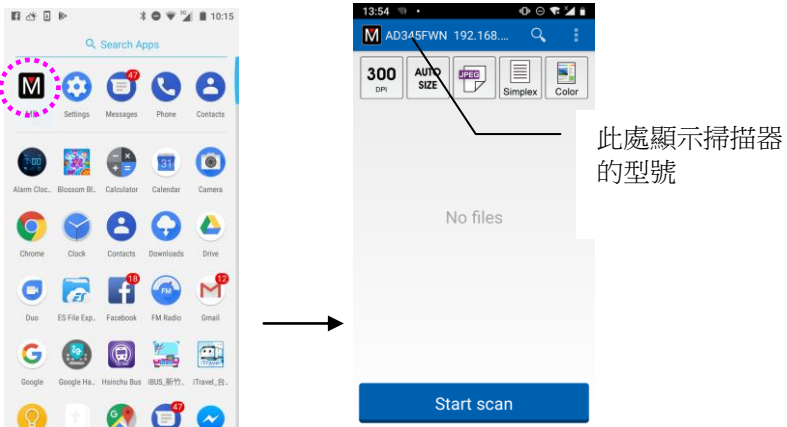 10:15
Search Apps
M
47
Settings
Messages
Phone
Contacts
7:00
31
Alarm Cloc..
Blossom Bl..
Calculator
Calendar
Camera
Chrome
Clock
Contacts
Downloads
Drive
18
FM
12
Duo
ES File Exp..
Facebook
FM Radio
Gmail
Google
Google Ha..
Hsinchu Bus
iBUS_新竹..
iTravel_台..
47
13:54
M AD345FWN 192.168....
300
DPI
AUTO
SIZE
JPEG
Simplex
Color
No files
Start scan
此處顯示掃描器
的型號